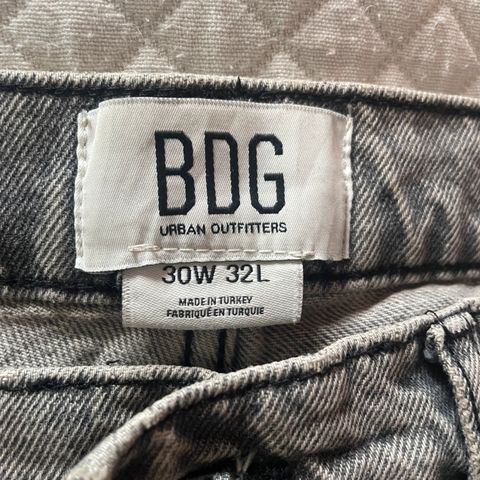 BDG
URBAN OUTFITTERS
30W 32L
MADE IN TURKEY
FABRIQUÉ EN TURQUIE